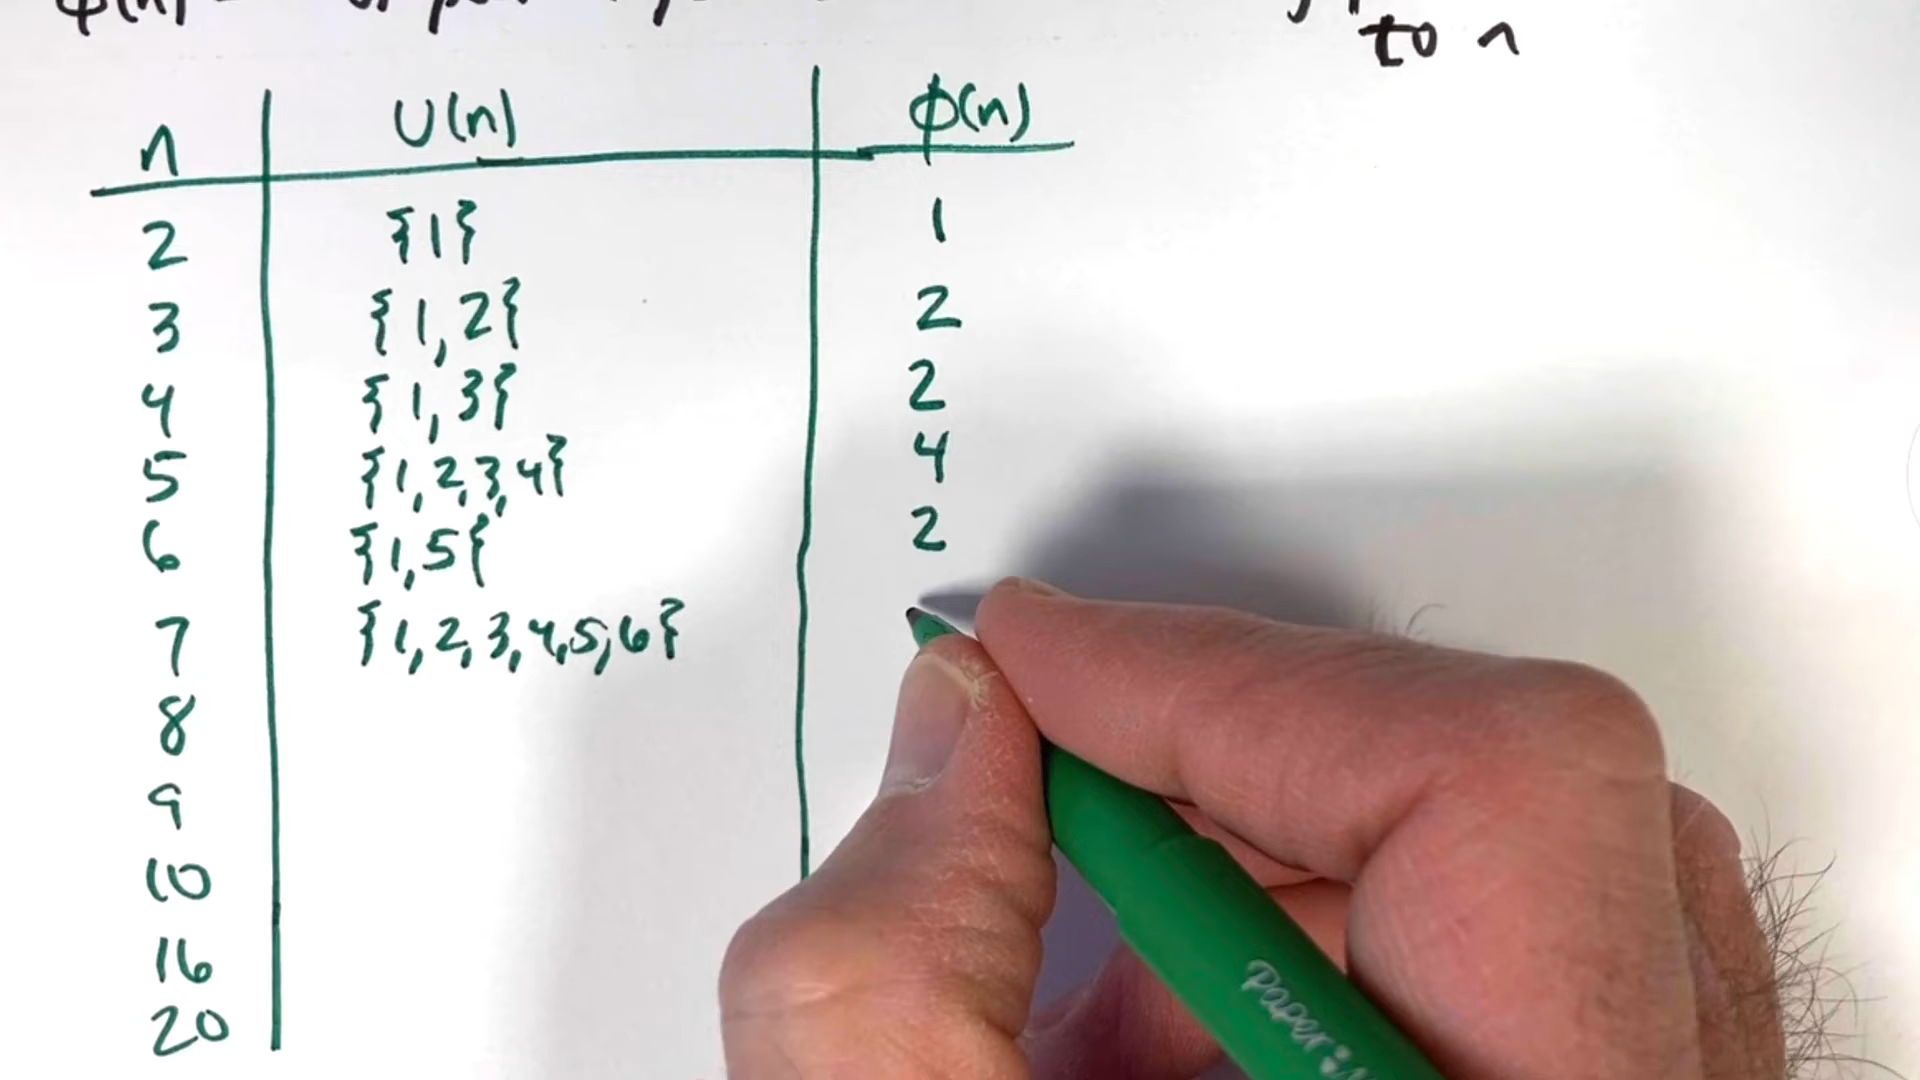 φ(n)
to n
n U(n) φ(n)
2 {1} 1
3 {1,2} 2
4 {1,3} 2
5 {1,2,3,4} 4
6 {1,5} 2
7 {1,2,3,4,5,6}
8
9
10
16
20
Paper: